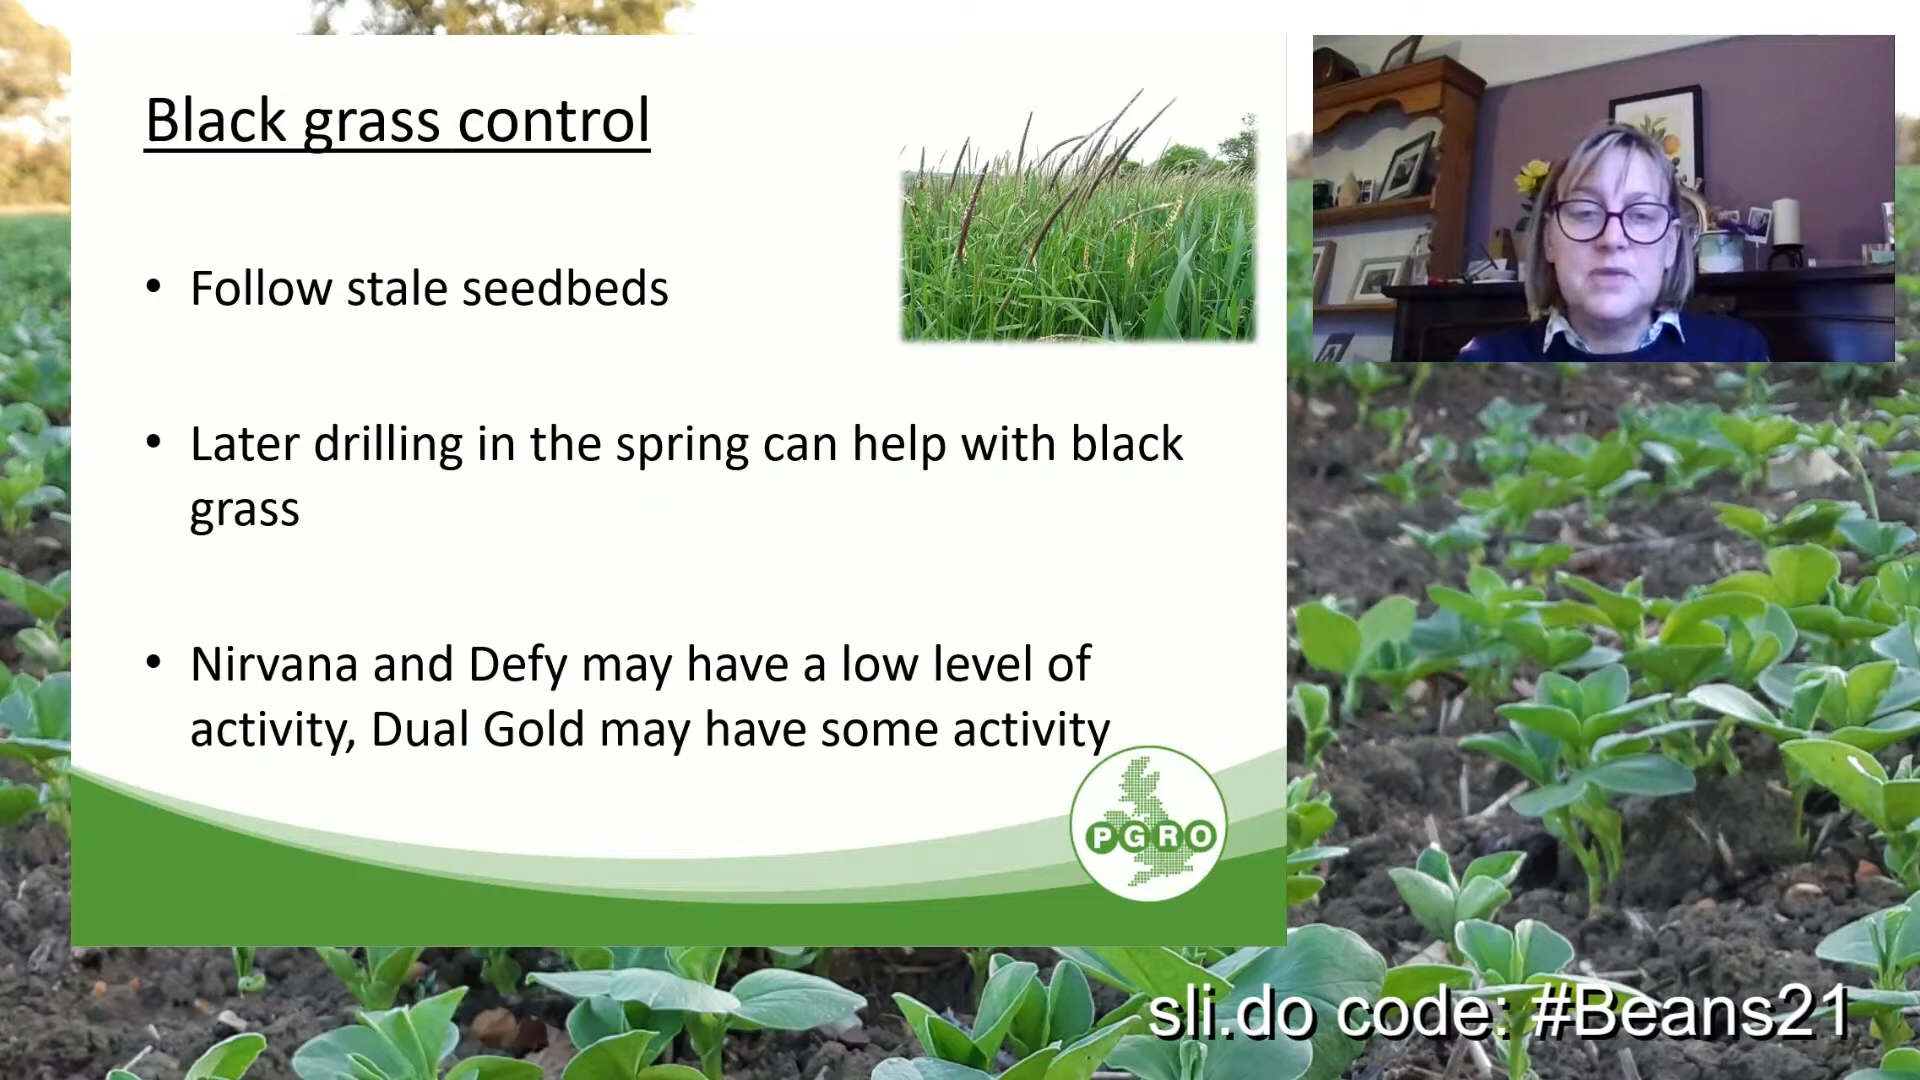 Black grass control
• Follow stale seedbeds
• Later drilling in the spring can help with black
grass
• Nirvana and Defy may have a low level of
activity, Dual Gold may have some activity
PGRO
sli.do code: #Beans21